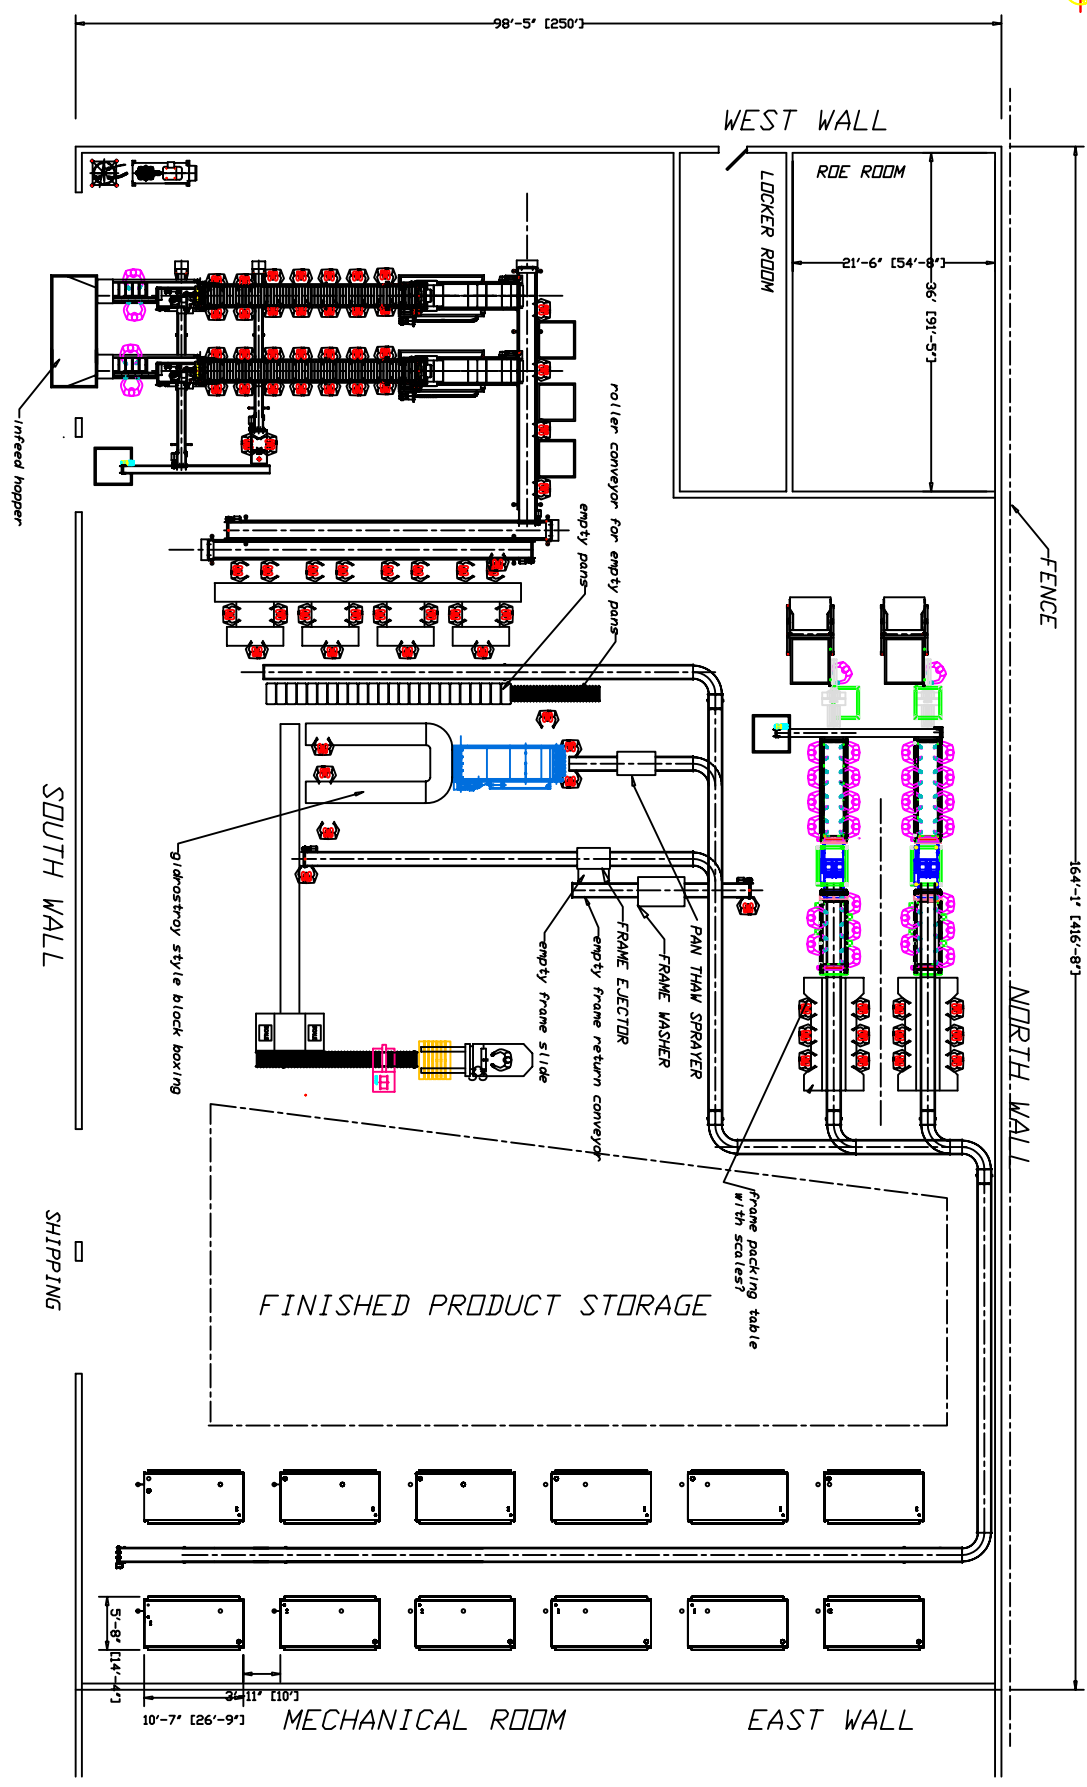 98'-5" [250']
WEST WALL
ROE ROOM
LOCKER ROOM
21'-6" [54'-8"]
36' [91'-5"]
infeed hopper
roller conveyor for empty pans
empty pans
FENCE
164'-1" [416'-8"]
SOUTH WALL
gidrostroy style block boxing
PAN THAW SPRAYER
FRAME WASHER
FRAME EJECTOR
empty frame return conveyor
empty frame slide
NORTH WALL
frame packing table
with scales?
SHIPPING
FINISHED PRODUCT STORAGE
5'-8" [14'-4"]
3'-11" [10']
10'-7" [26'-9"]
MECHANICAL ROOM
EAST WALL